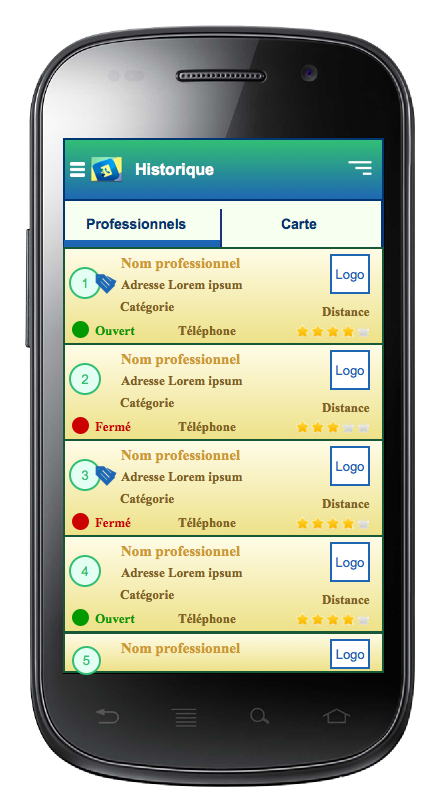 Historique
Professionnels Carte
Nom professionnel
Logo
1
Adresse Lorem ipsum
Catégorie
Distance
Ouvert Téléphone
Nom professionnel
Logo
2
Adresse Lorem ipsum
Catégorie
Distance
Fermé Téléphone
Nom professionnel
Logo
3
Adresse Lorem ipsum
Catégorie
Distance
Fermé Téléphone
Nom professionnel
Logo
4
Adresse Lorem ipsum
Catégorie
Distance
Ouvert Téléphone
Nom professionnel
Logo
5